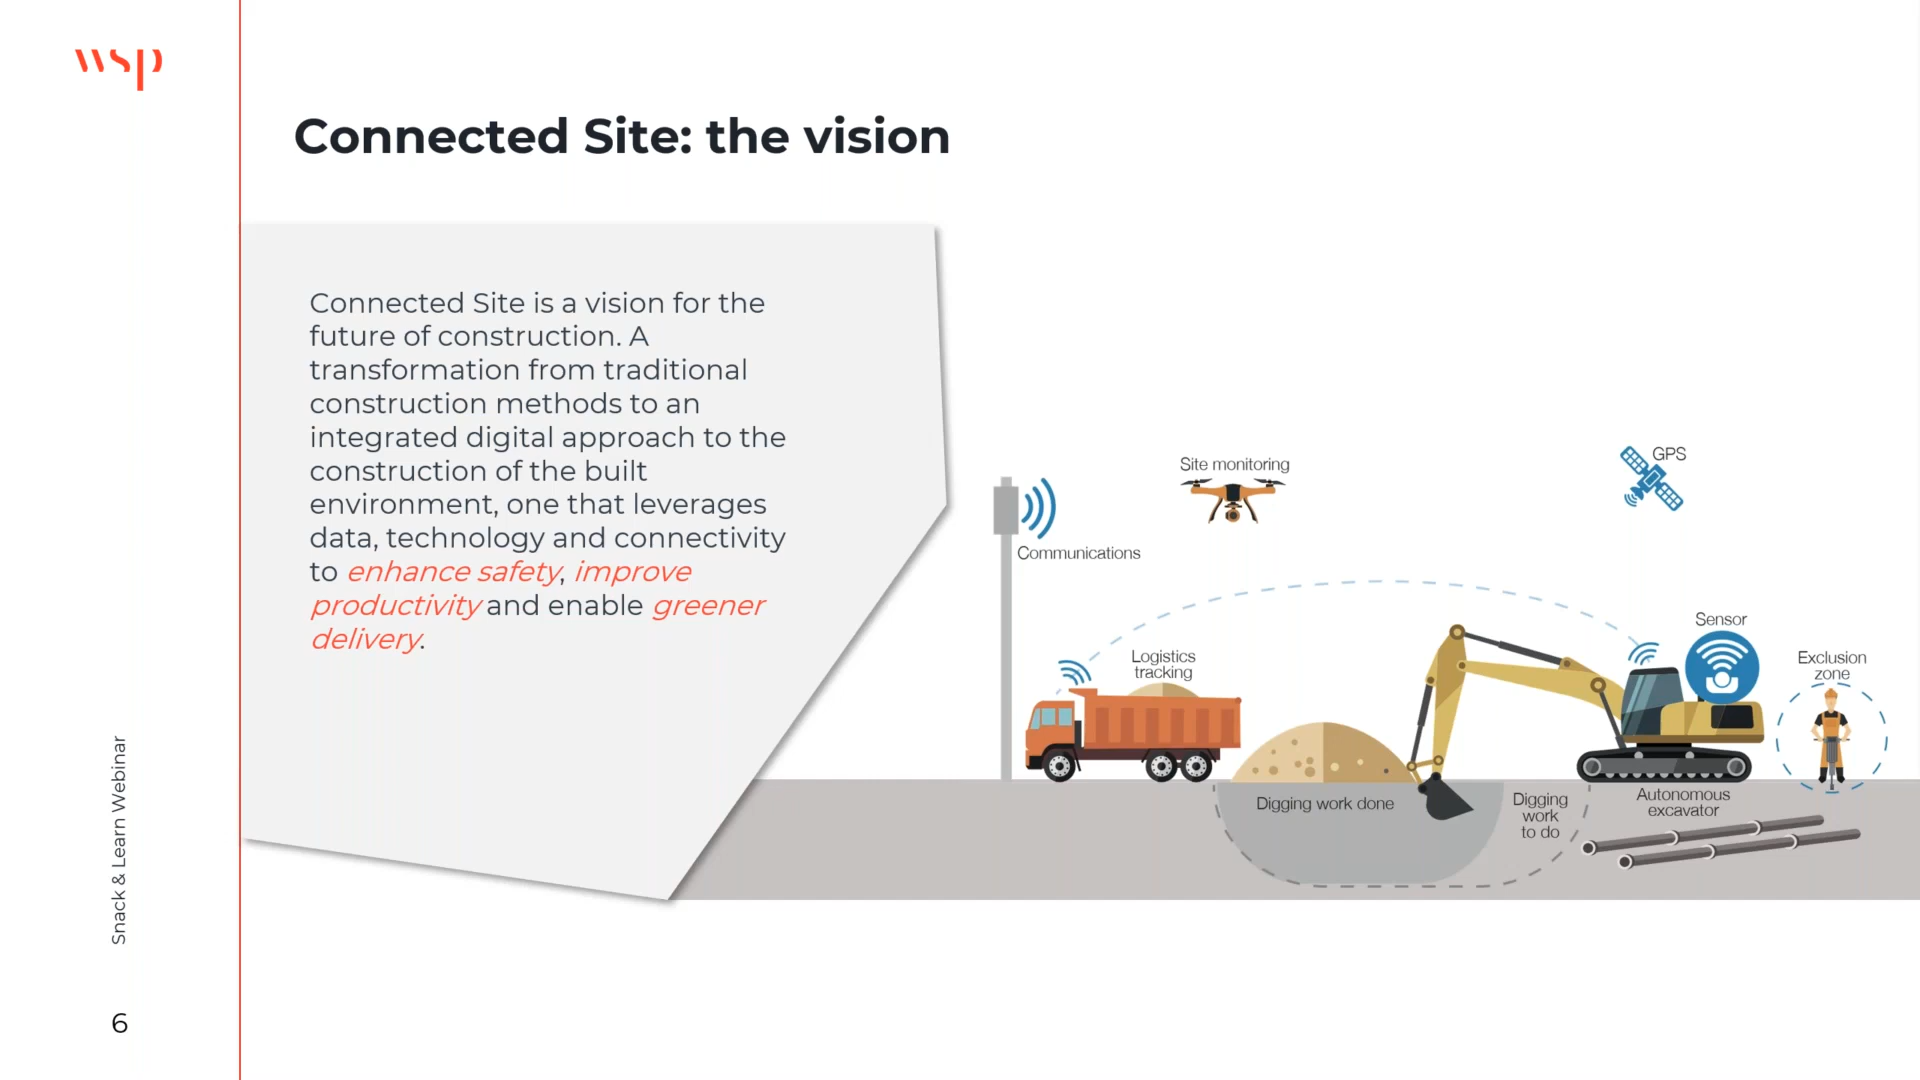 wsp
Connected Site: the vision
Connected Site is a vision for the
future of construction. A
transformation from traditional
construction methods to an
integrated digital approach to the
construction of the built
environment, one that leverages
data, technology and connectivity
to enhance safety, improve
productivity and enable greener
delivery.
Communications
Site monitoring
GPS
Logistics
tracking
Sensor
Exclusion
zone
Digging work done
Digging
work
to do
Autonomous
excavator
Snack & Learn Webinar
6